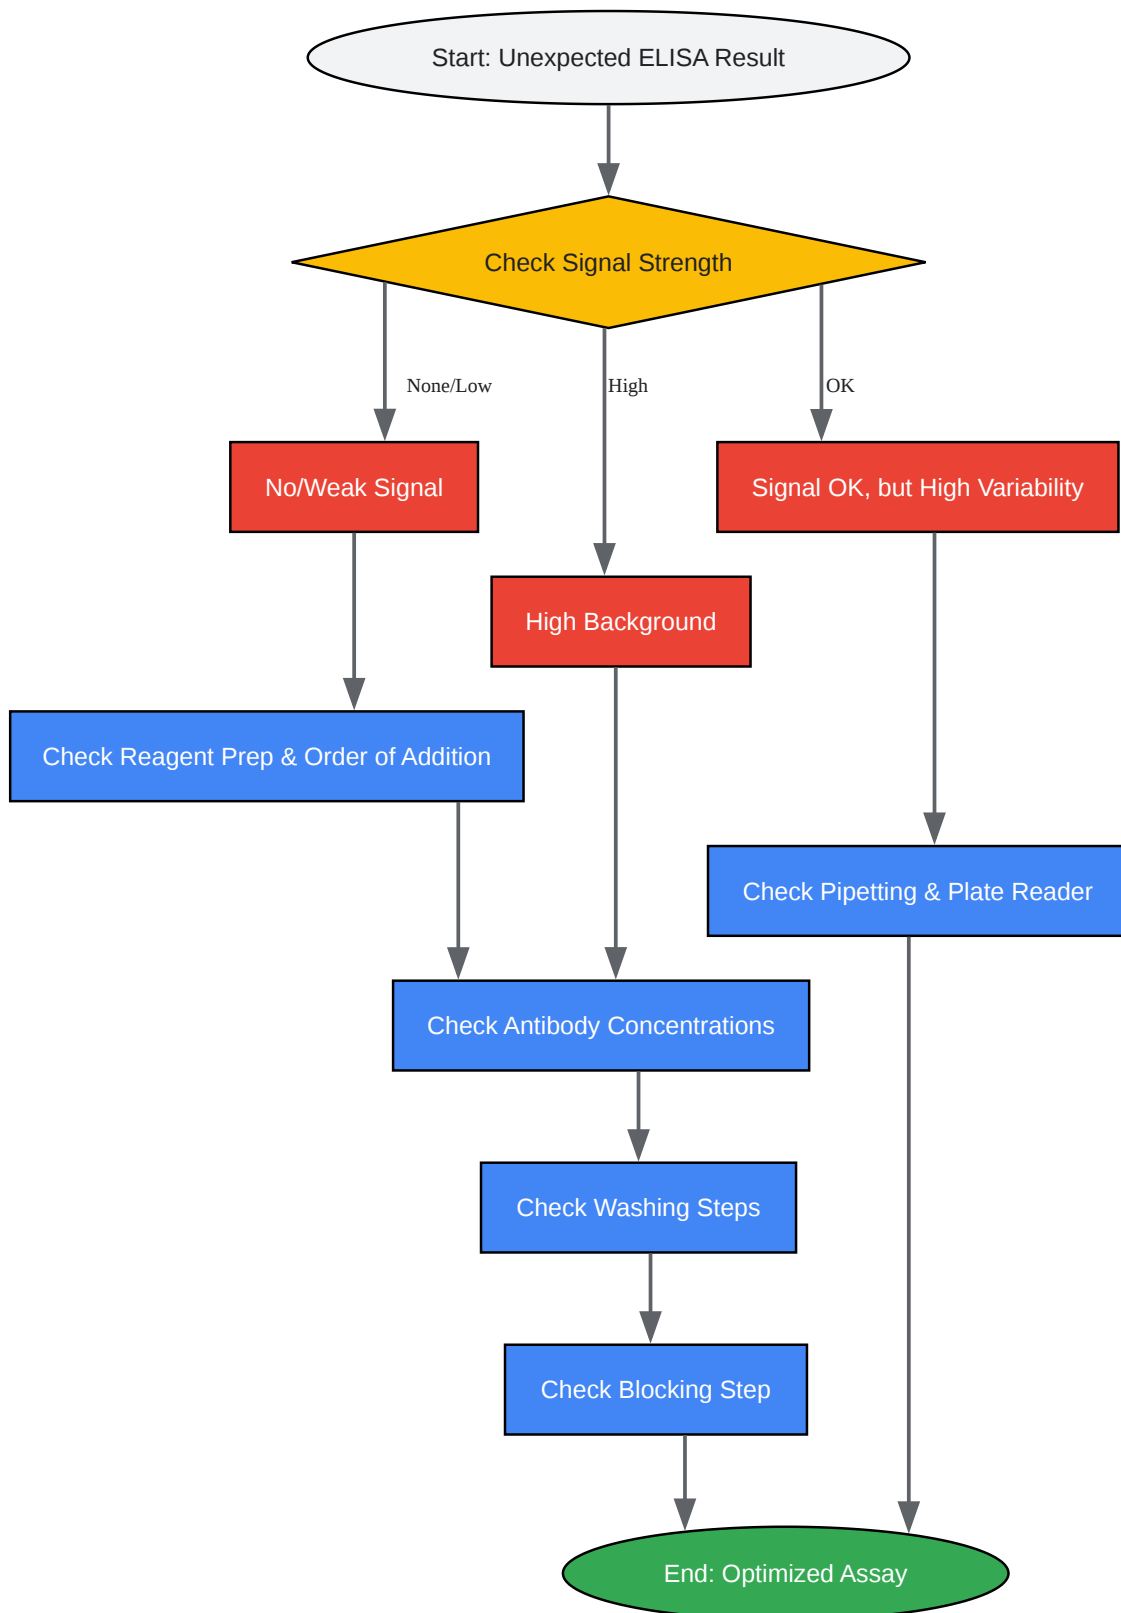 Start: Unexpected ELISA Result
Check Signal Strength
None/Low
High
OK
No/Weak Signal
Signal OK, but High Variability
High Background
Check Reagent Prep & Order of Addition
Check Pipetting & Plate Reader
Check Antibody Concentrations
Check Washing Steps
Check Blocking Step
End: Optimized Assay